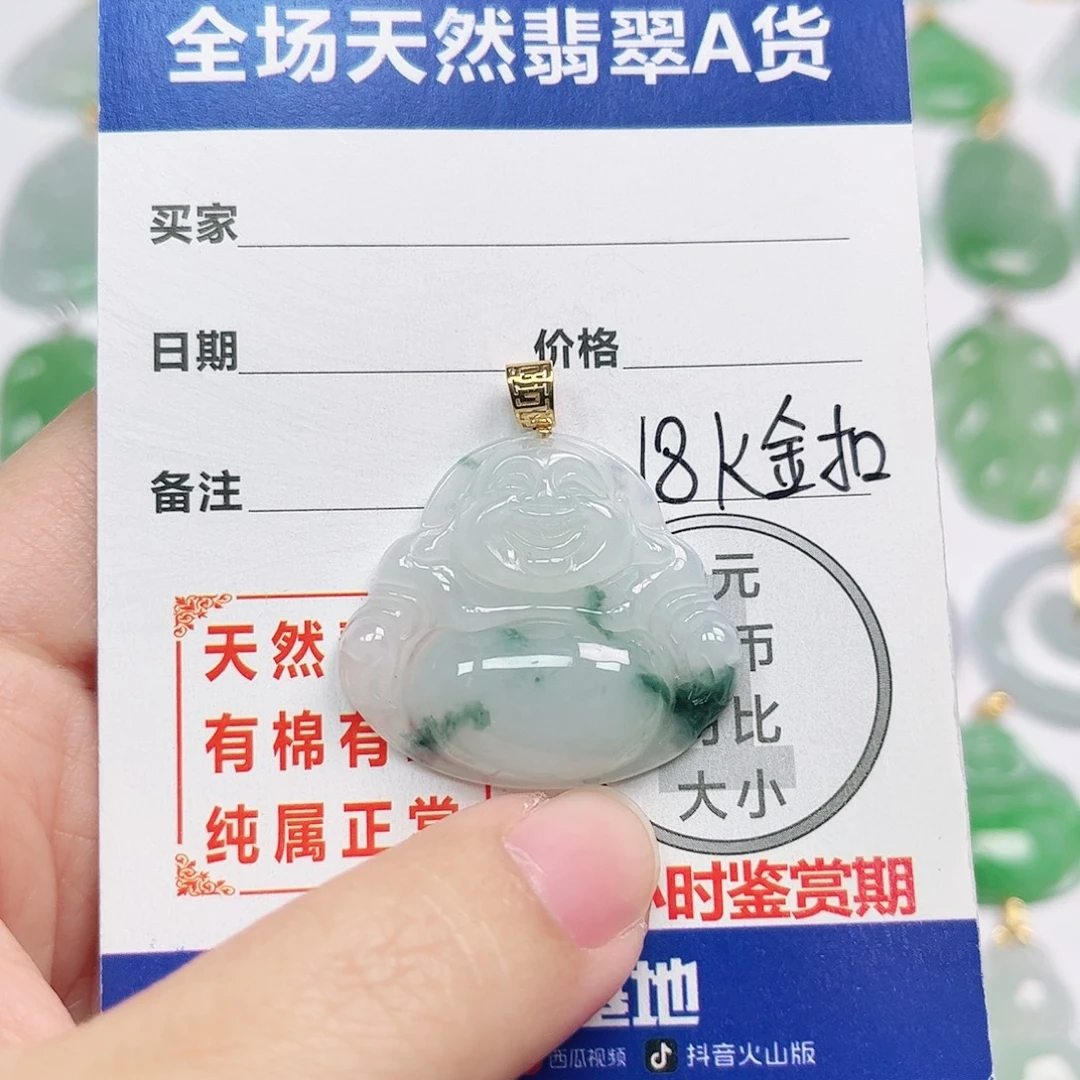 全场天然翡翠A货
买家
日期
价格
备注
18K金扣
元
币
比
大小
天然
有棉有
纯属正常
小时鉴赏期
基地
西瓜视频
抖音火山版